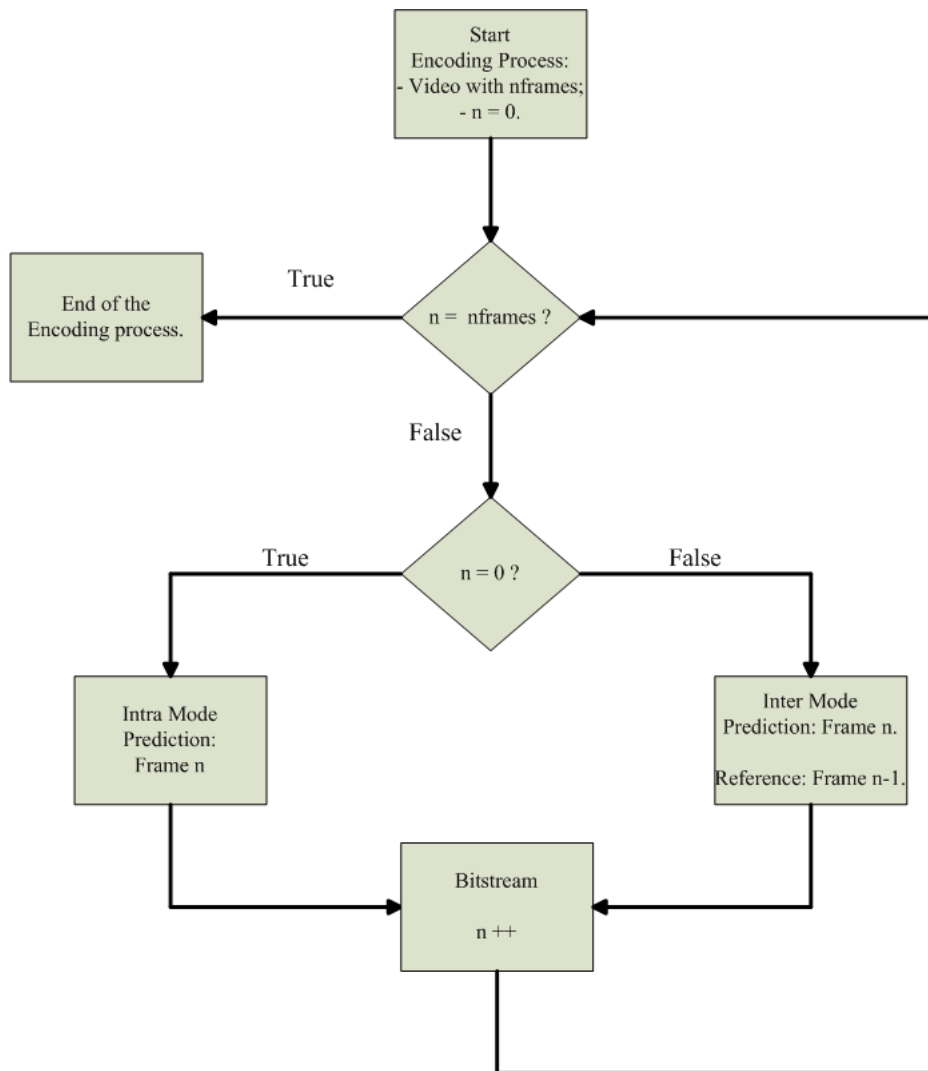 Start
Encoding Process:
- Video with nframes;
- n = 0.
True
End of the
Encoding process.
n = nframes ?
False
True
n = 0 ?
False
Intra Mode
Prediction:
Frame n
Inter Mode
Prediction: Frame n.
Reference: Frame n-1.
Bitstream
n ++